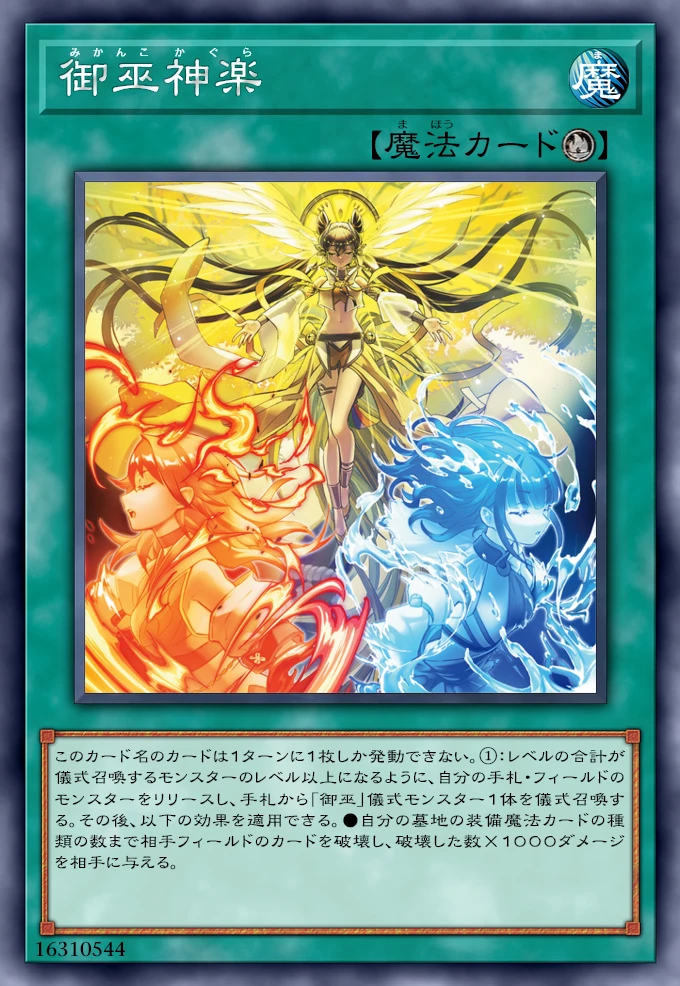 みかんこかぐら
御巫神楽
魔
ま
ま ほう
【魔法カード】
このカード名のカードは1ターンに1枚しか発動できない。①:レベルの合計が
儀式召喚するモンスターのレベル以上になるように、自分の手札・フィールドの
モンスターをリリースし、手札から「御巫」儀式モンスター1体を儀式召喚す
る。その後、以下の効果を適用できる。●自分の墓地の装備魔法カードの種
類の数まで相手フィールドのカードを破壊し、破壊した数×1000ダメージ
を相手に与える。
16310544